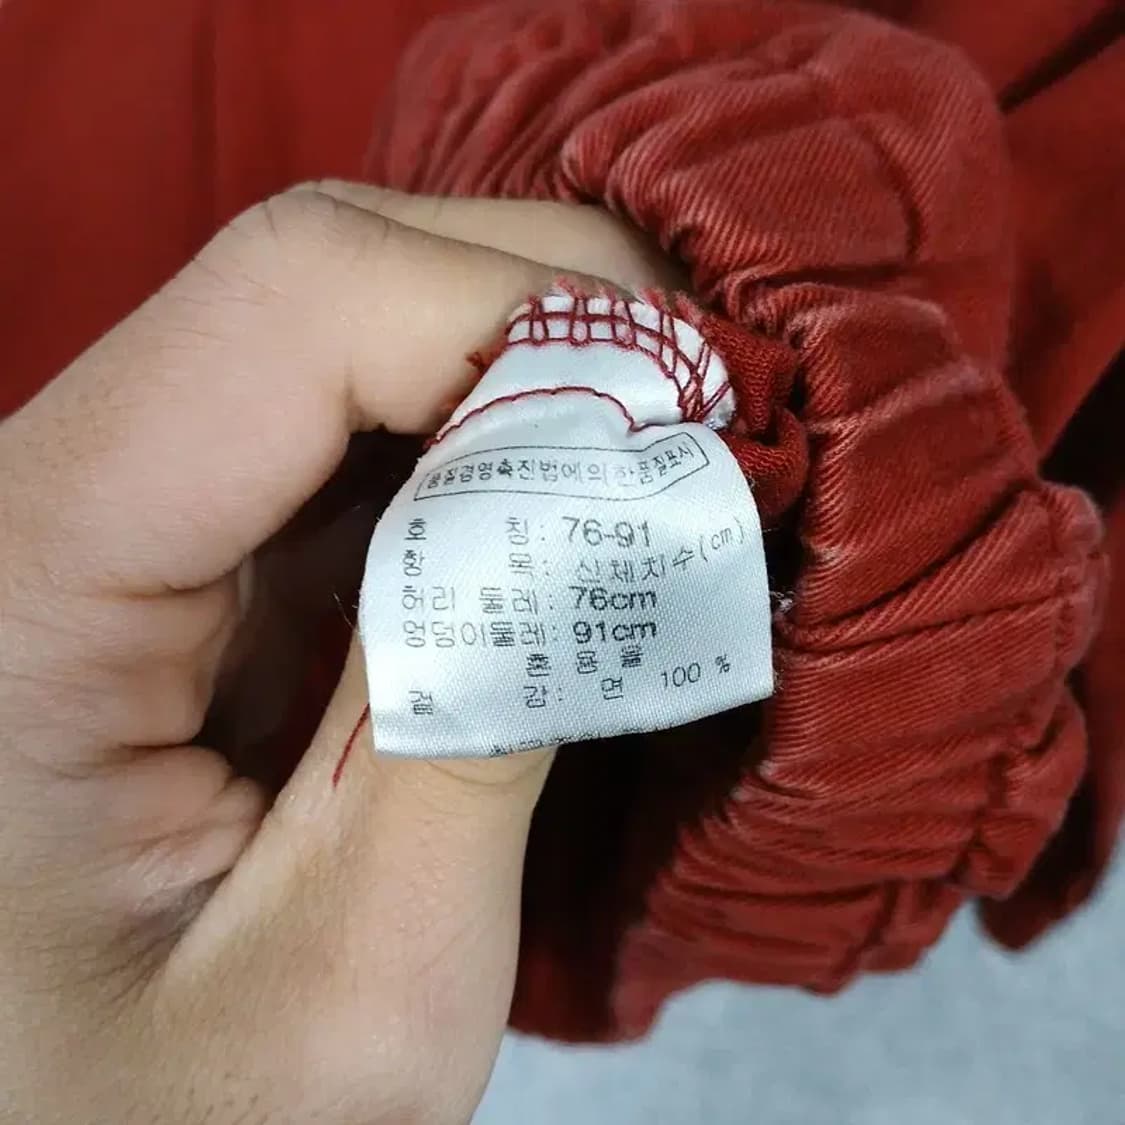 품질경영촉진법에의한품질표시
호 칭 : 76-91
항 목 : 신체치수(cm)
허리 둘레 : 76cm
엉덩이둘레 : 91cm
혼 용 율
겉 감 : 면 100 %